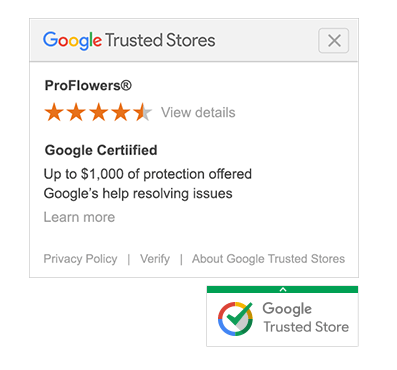 Google Trusted Stores
ProFlowers®
View details
Google Certiified
Up to $1,000 of protection offered
Google's help resolving issues
Learn more
Privacy Policy | Verify | About Google Trusted Stores
Google
Trusted Store